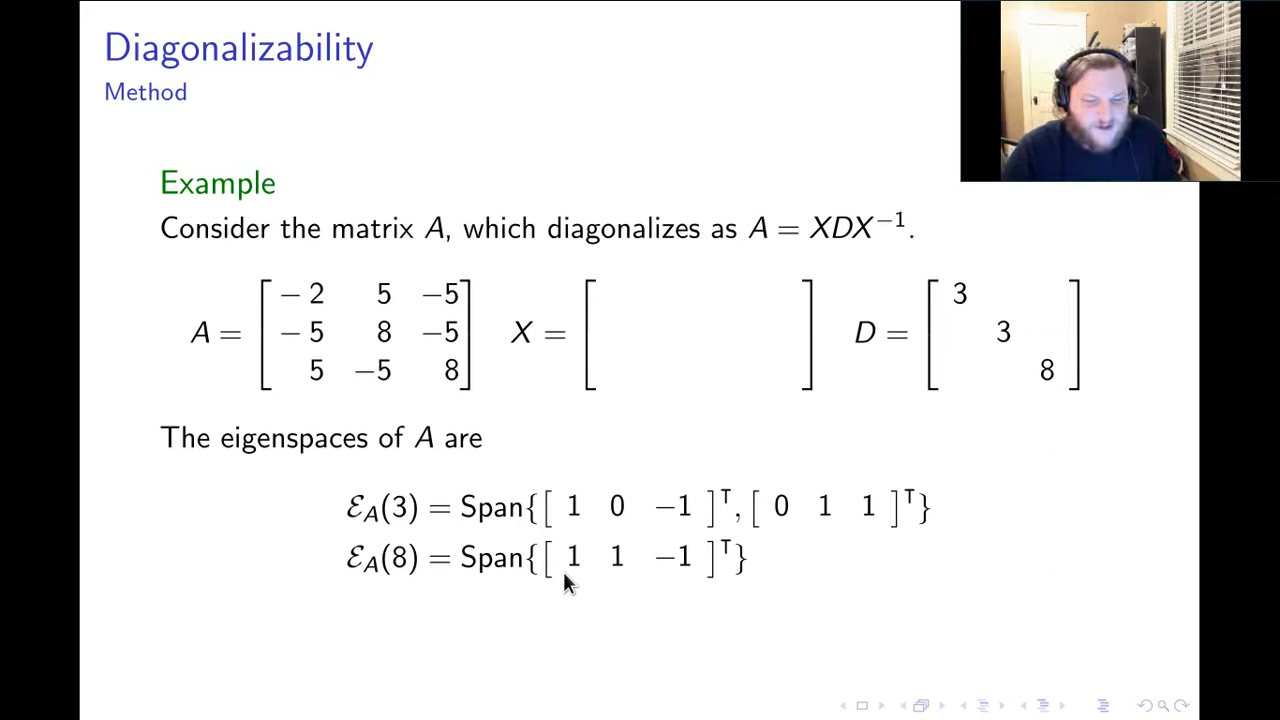 Diagonalizability
Method
Example
Consider the matrix A, which diagonalizes as A = XDX⁻¹.
A = [ −2 5 −5 ; −5 8 −5 ; 5 −5 8 ] X = [ ] D = [ 3 ; 3 ; 8 ]
The eigenspaces of A are
ℰ_A(3) = Span{[ 1 0 −1 ]ᵀ, [ 0 1 1 ]ᵀ}
ℰ_A(8) = Span{[ 1 1 −1 ]ᵀ}